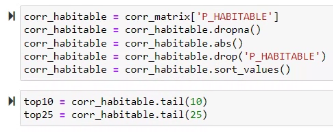 corr_habitable = corr_matrix['P_HABITABLE']
corr_habitable = corr_habitable.dropna()
corr_habitable = corr_habitable.abs()
corr_habitable = corr_habitable.drop('P_HABITABLE')
corr_habitable = corr_habitable.sort_values()
top10 = corr_habitable.tail(10)
top25 = corr_habitable.tail(25)